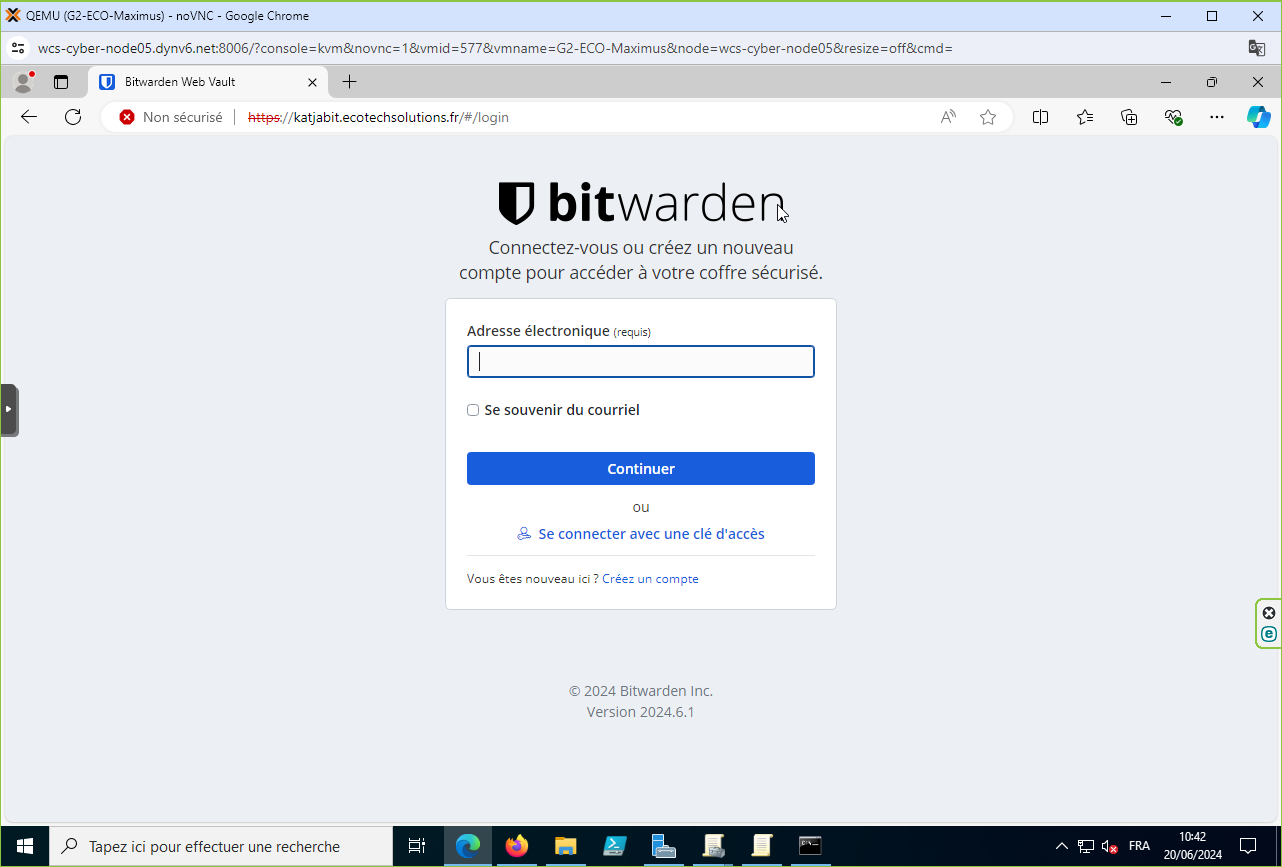 QEMU (G2-ECO-Maximus) - noVNC - Google Chrome
wcs-cyber-node05.dynv6.net:8006/?console=kvm&novnc=1&vmid=577&vmname=G2-ECO-Maximus&node=wcs-cyber-node05&resize=off&cmd=
Bitwarden Web Vault
Non sécurisé https://katjabit.ecotechsolutions.fr/#/login
bitwarden
Connectez-vous ou créez un nouveau
compte pour accéder à votre coffre sécurisé.
Adresse électronique (requis)
Se souvenir du courriel
Continuer
ou
Se connecter avec une clé d'accès
Vous êtes nouveau ici ? Créez un compte
© 2024 Bitwarden Inc.
Version 2024.6.1
Tapez ici pour effectuer une recherche
FRA
10:42
20/06/2024